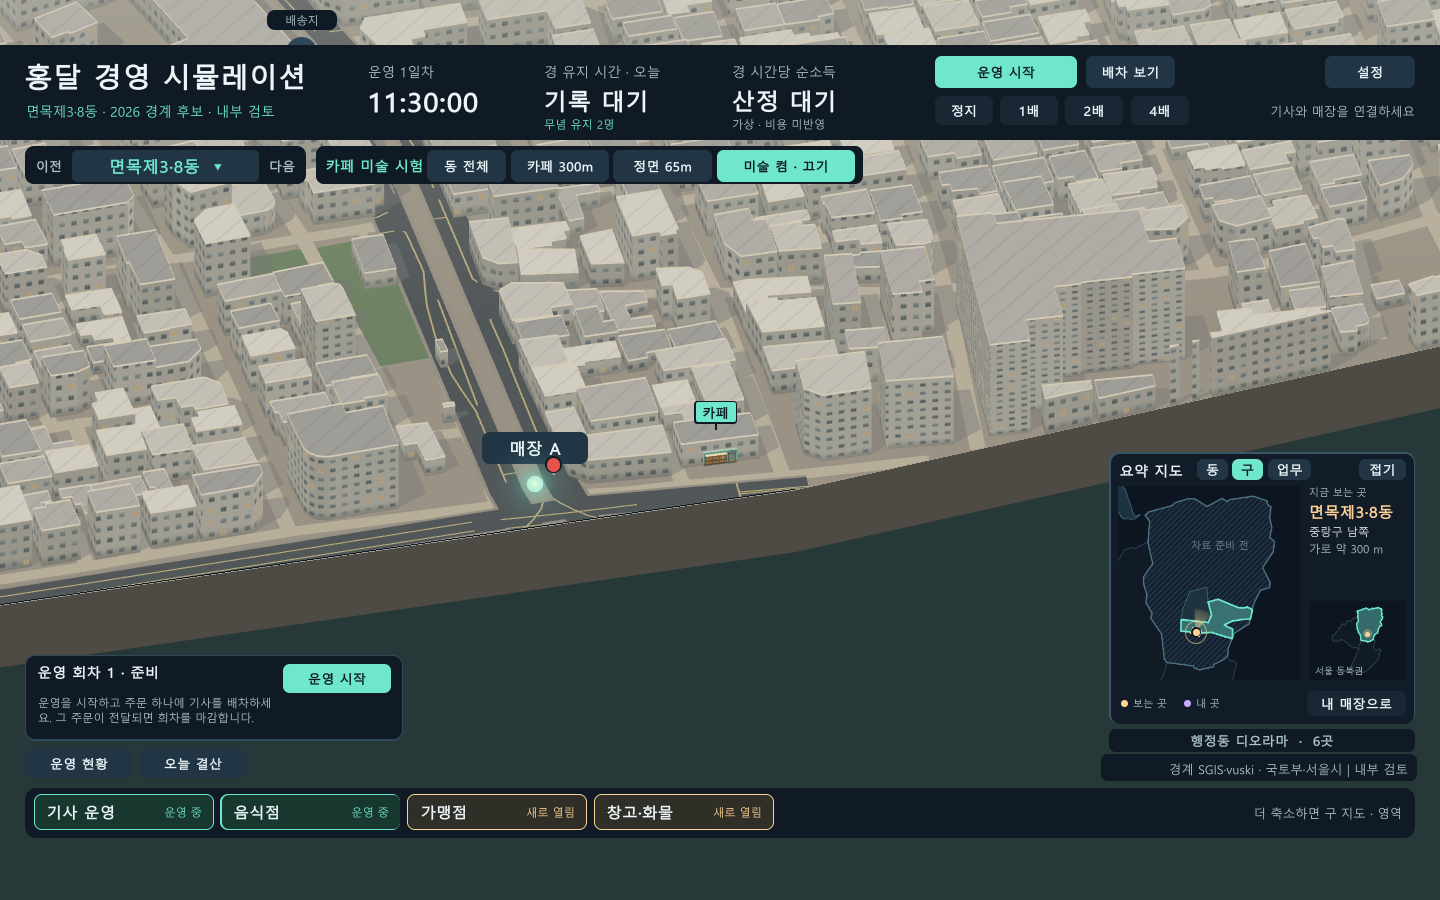 배송지
홍달 경영 시뮬레이션
면목제3·8동 · 2026 경계 후보 · 내부 검토
운영 1일차
11:30:00
경 유지 시간 · 오늘
기록 대기
무념 유지 2명
경 시간당 순소득
산정 대기
가상 · 비용 미반영
운영 시작
배차 보기
설정
정지
1배
2배
4배
기사와 매장을 연결하세요
이전
면목제3·8동 ▼
다음
카페 미술 시험
동 전체
카페 300m
정면 65m
미술 켬 · 끄기
카페
매장 A
요약 지도
동
구
업무
접기
자료 준비 전
지금 보는 곳
면목제3·8동
중랑구 남쪽
가로 약 300 m
서울 동북권
보는 곳
내 곳
내 매장으로
행정동 디오라마 · 6곳
경계 SGIS·vuski · 국토부·서울시 | 내부 검토
운영 회차 1 · 준비
운영 시작
운영을 시작하고 주문 하나에 기사를 배차하세
요. 그 주문이 전달되면 회차를 마감합니다.
운영 현황
오늘 결산
기사 운영
운영 중
음식점
운영 중
가맹점
새로 열림
창고·화물
새로 열림
더 축소하면 구 지도 · 영역